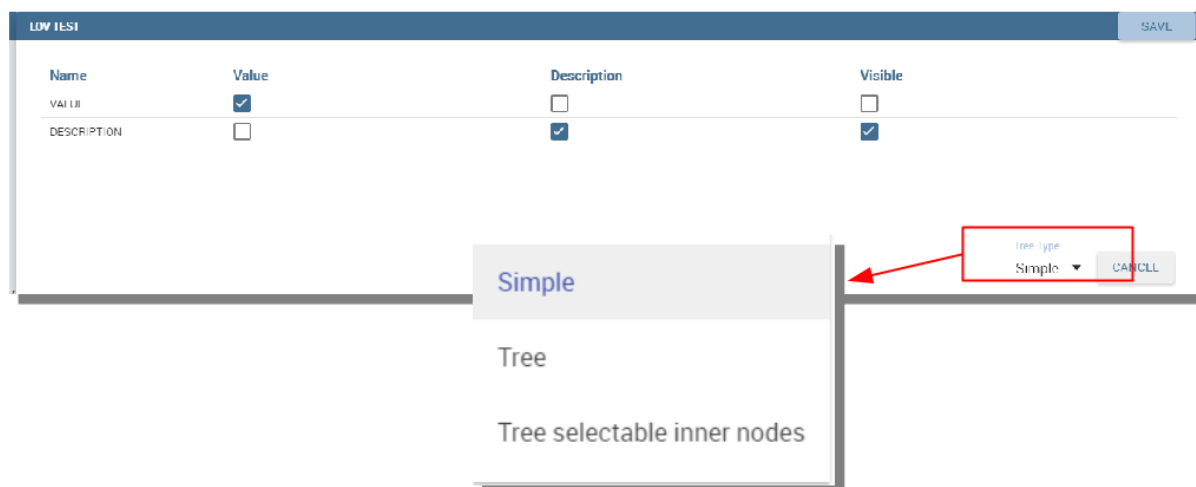 LOV TEST SAVE
Name Value Description Visible
VALUE
DESCRIPTION
Tree Type
Simple CANCEL
Simple
Tree
Tree selectable inner nodes